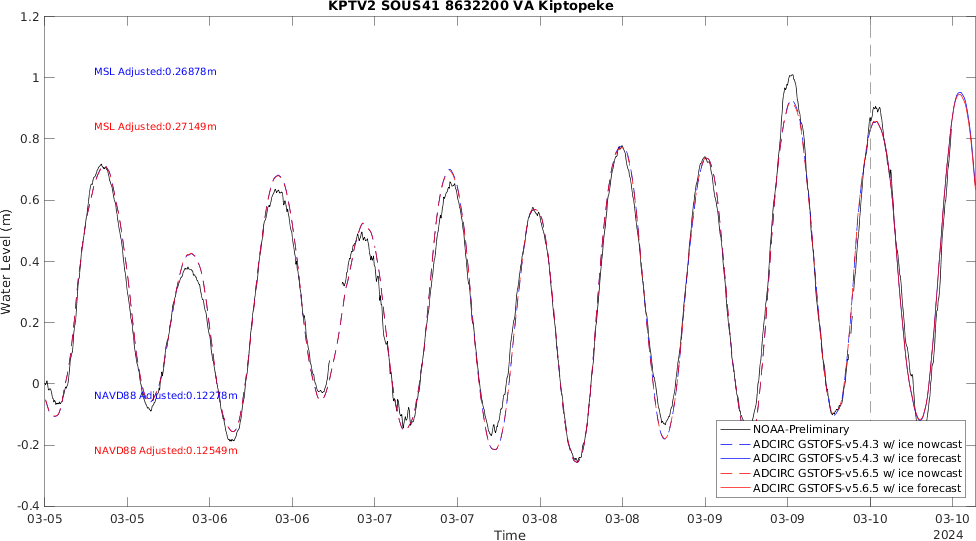 KPTV2 SOUS41 8632200 VA Kiptopeke
1.2
1
0.8
0.6
0.4
0.2
0
-0.2
-0.4
Water Level (m)
MSL Adjusted:0.26878m
MSL Adjusted:0.27149m
NAVD88 Adjusted:0.12278m
NAVD88 Adjusted:0.12549m
NOAA-Preliminary
ADCIRC GSTOFS-v5.4.3 w/ ice nowcast
ADCIRC GSTOFS-v5.4.3 w/ ice forecast
ADCIRC GSTOFS-v5.6.5 w/ ice nowcast
ADCIRC GSTOFS-v5.6.5 w/ ice forecast
03-05 03-05 03-06 03-06 03-07 03-07 03-08 03-08 03-09 03-09 03-10 03-10
2024
Time